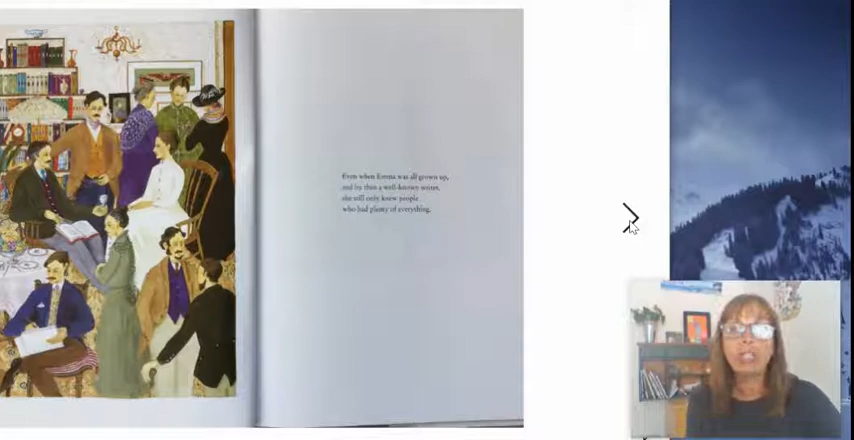 Even when Emma was all grown up,
and by then a well-known writer,
she still only knew people
who had plenty of everything.